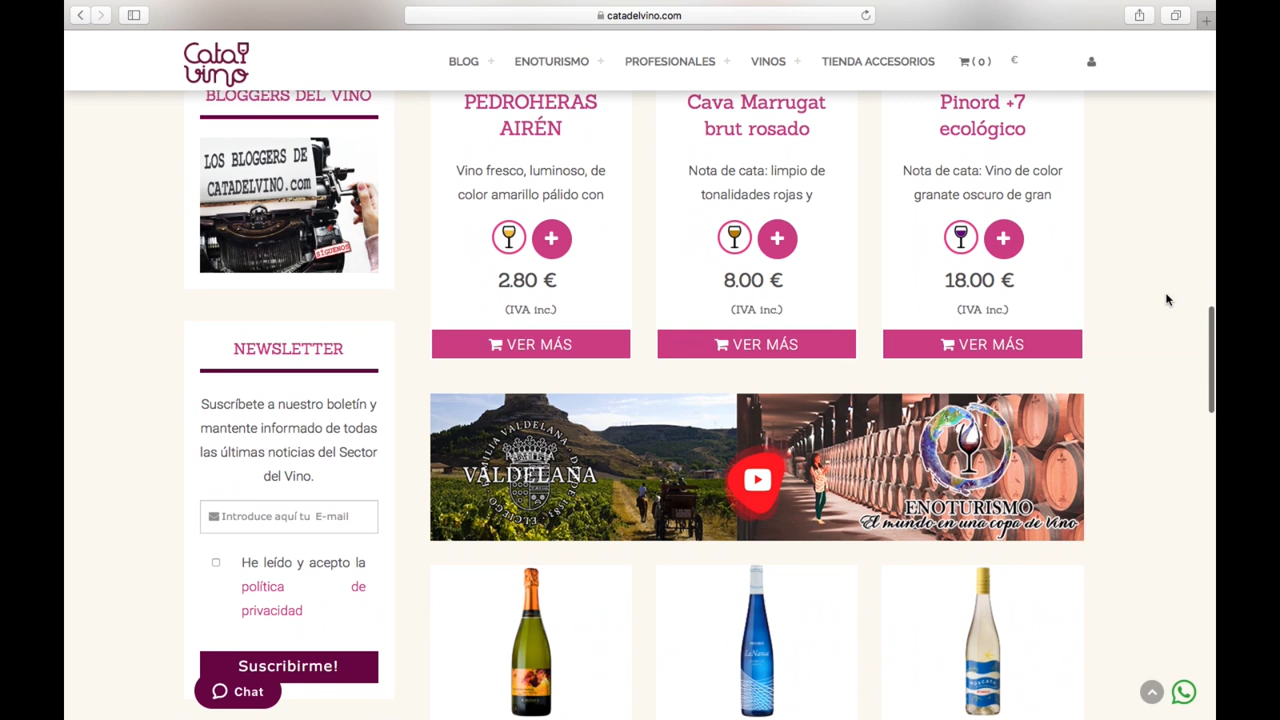 catadelvino.com
Cata
vino
BLOG
ENOTURISMO
PROFESIONALES
VINOS
TIENDA ACCESORIOS
( 0 )
€
BLOGGERS DEL VINO
LOS BLOGGERS DE
CATADELVINO.com
SÍGUENOS
NEWSLETTER
Suscríbete a nuestro boletín y
mantente informado de todas
las últimas noticias del Sector
del Vino.
Introduce aquí tu E-mail
He leído y acepto la
política de
privacidad
Suscribirme!
Chat
PEDROHERAS
AIRÉN
Vino fresco, luminoso, de
color amarillo pálido con
2.80 €
(IVA inc.)
VER MÁS
Cava Marrugat
brut rosado
Nota de cata: limpio de
tonalidades rojas y
8.00 €
(IVA inc.)
VER MÁS
Pinord +7
ecológico
Nota de cata: Vino de color
granate oscuro de gran
18.00 €
(IVA inc.)
VER MÁS
FAMILIA VALDELANA
VALDELANA
ENOTURISMO
El mundo en una copa de Vino
MOSCATO